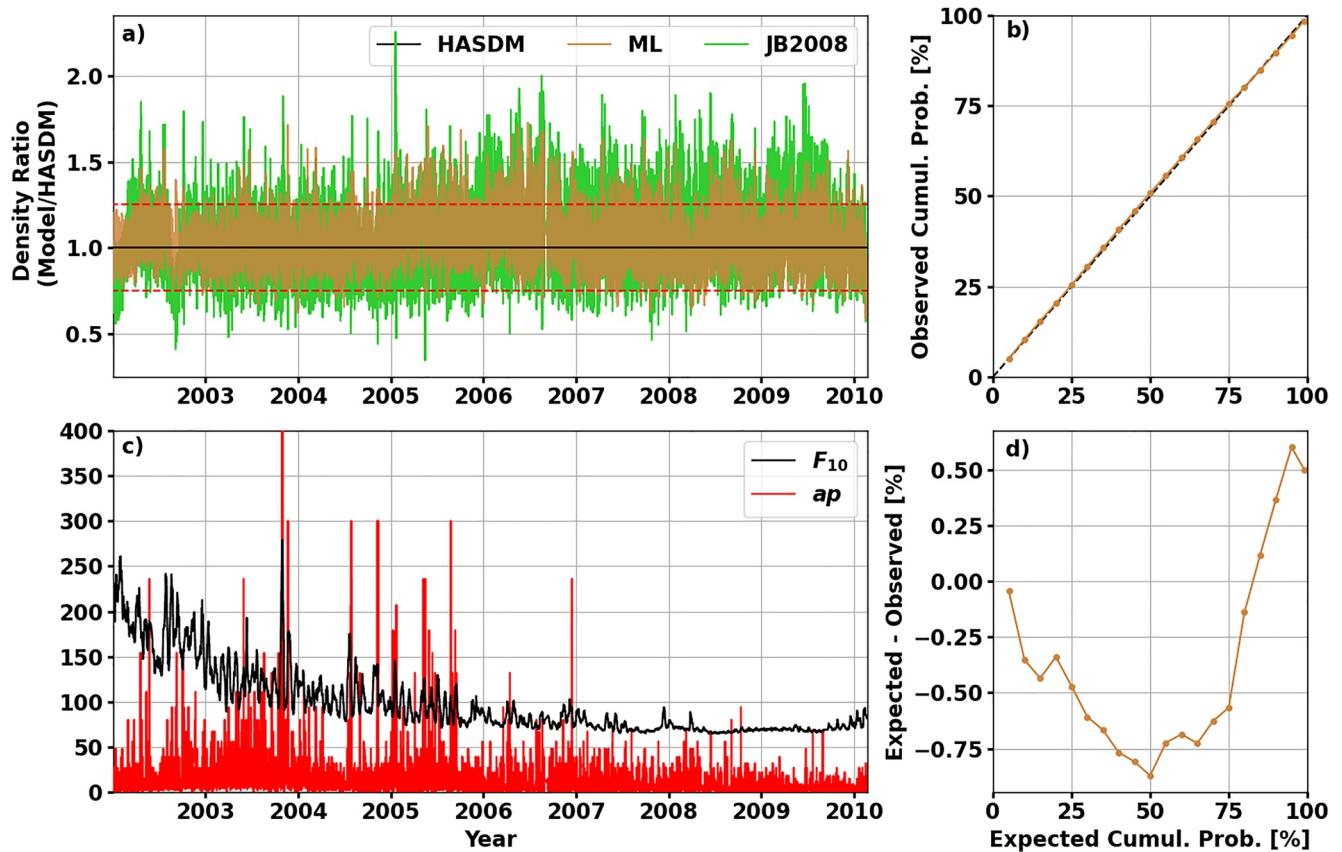 a)
HASDM ML JB2008
Density Ratio
(Model/HASDM)
2.0
1.5
1.0
0.5
2003 2004 2005 2006 2007 2008 2009 2010
b)
Observed Cumul. Prob. [%]
100
75
50
25
0
0 25 50 75 100
c)
F10
ap
400
350
300
250
200
150
100
50
0
2003 2004 2005 2006 2007 2008 2009 2010
Year
d)
Expected - Observed [%]
0.50
0.25
0.00
−0.25
−0.50
−0.75
0 25 50 75 100
Expected Cumul. Prob. [%]